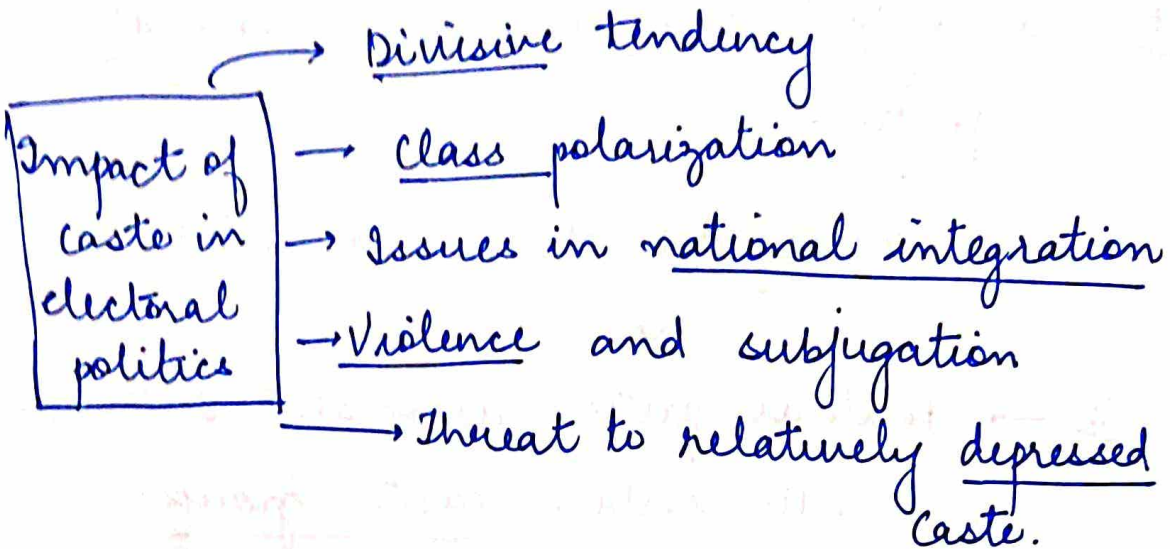 Impact of
caste in
electoral
politics
→ Divisive tendency
→ Class polarization
→ Issues in national integration
→ Violence and subjugation
→ Threat to relatively depressed
caste.